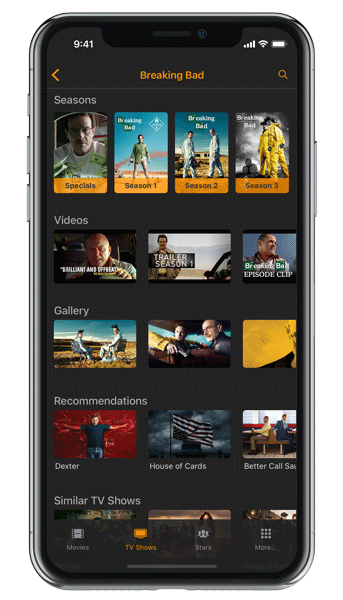 9:41
Breaking Bad
Seasons
Breaking
Bad
Breaking
Bad
Breaking
Bad
Specials
Season 1
Season 2
Season 3
Videos
"BRILLIANT AND OFFBEAT
TRAILER
SEASON 1
Breaking Bad
EPISODE CLIP
Gallery
Recommendations
Dexter
House of Cards
Better Call Sau
Similar TV Shows
Movies
TV Shows
Stars
More...